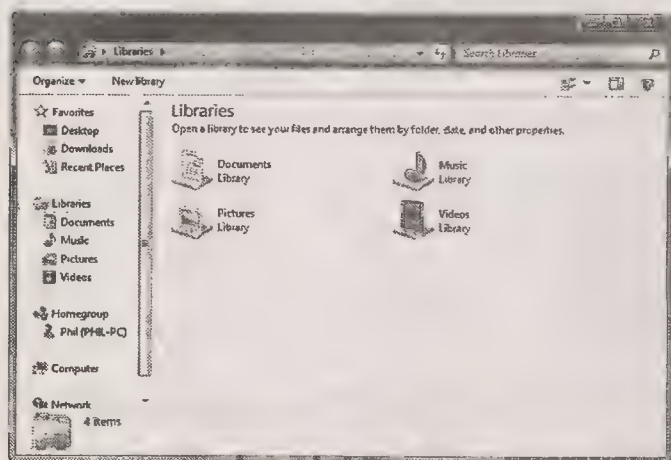 Libraries
Search Libraries
Organize
New library
Favorites
Desktop
Downloads
Recent Places
Libraries
Documents
Music
Pictures
Videos
Homegroup
Phil (PHIL-PC)
Computer
Network
Libraries
Open a library to see your files and arrange them by folder, date, and other properties.
Documents
Library
Music
Library
Pictures
Library
Videos
Library
4 items